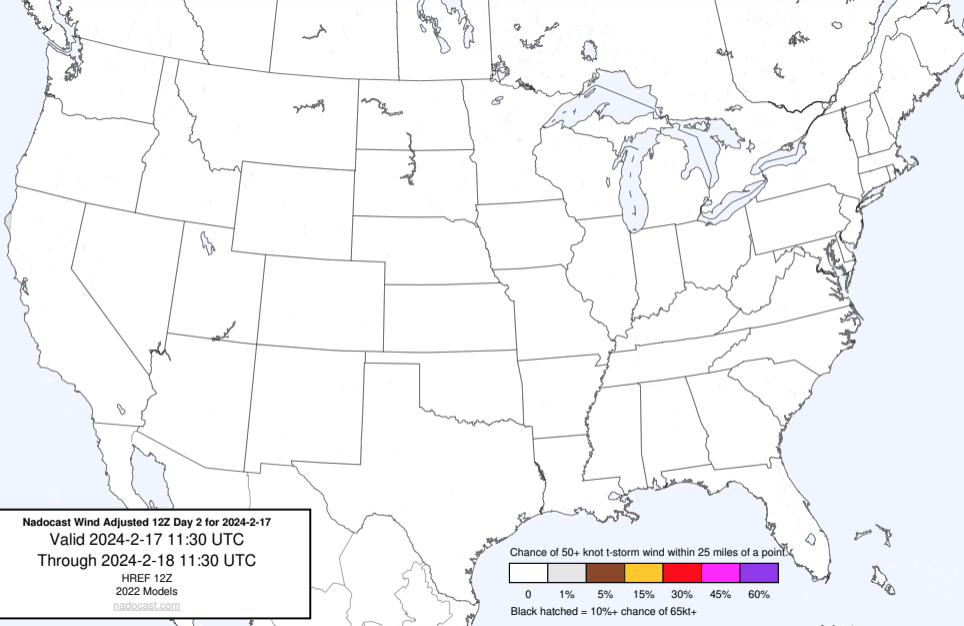 Nadocast Wind Adjusted 12Z Day 2 for 2024-2-17
Valid 2024-2-17 11:30 UTC
Through 2024-2-18 11:30 UTC
HREF 12Z
2022 Models
nadocast.com
Chance of 50+ knot t-storm wind within 25 miles of a point.
0 1% 5% 15% 30% 45% 60%
Black hatched = 10%+ chance of 65kt+